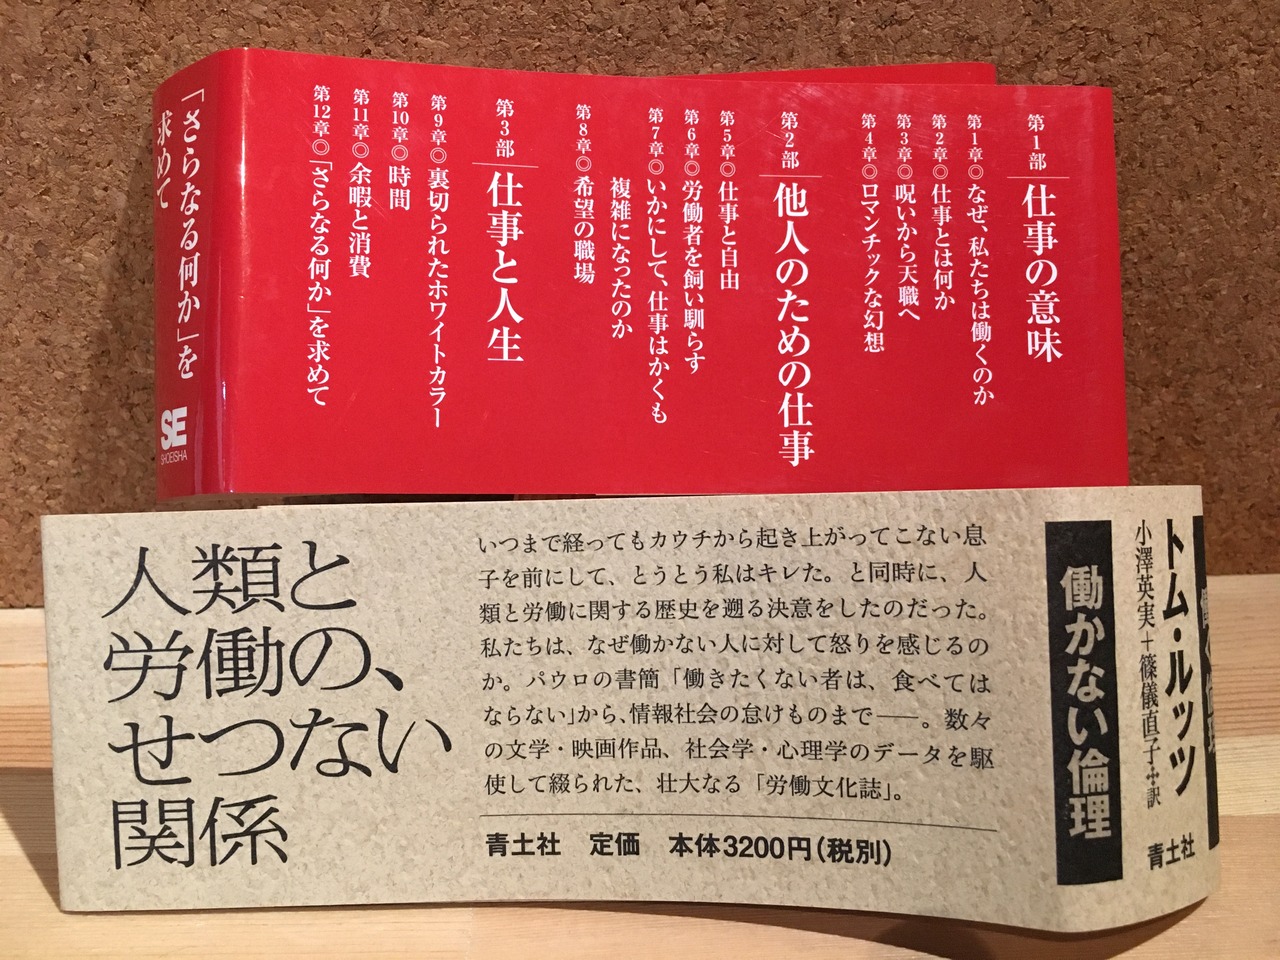 第1部 仕事の意味
第1章◎なぜ、私たちは働くのか
第2章◎仕事とは何か
第3章◎呪いから天職へ
第4章◎ロマンチックな幻想
第2部 他人のための仕事
第5章◎仕事と自由
第6章◎労働者を飼い馴らす
第7章◎いかにして、仕事はかくも
複雑になったのか
第8章◎希望の職場
第3部 仕事と人生
第9章◎裏切られたホワイトカラー
第10章◎時間
第11章◎余暇と消費
第12章◎「さらなる何か」を求めて
「さらなる何か」を
求めて
SE
SHOEISHA
人類と
労働の、
せつない
関係
いつまで経ってもカウチから起き上がってこない息
子を前にして、とうとう私はキレた。と同時に、人
類と労働に関する歴史を遡る決意をしたのだった。
私たちは、なぜ働かない人に対して怒りを感じるの
か。パウロの書簡「働きたくない者は、食べては
ならない」から、情報社会の怠けものまで――。数々
の文学・映画作品、社会学・心理学のデータを駆
使して綴られた、壮大なる「労働文化誌」。
青土社 定価 本体3200円(税別)
働かない倫理
トム・ルッツ
小澤英実+篠儀直子・訳
青土社